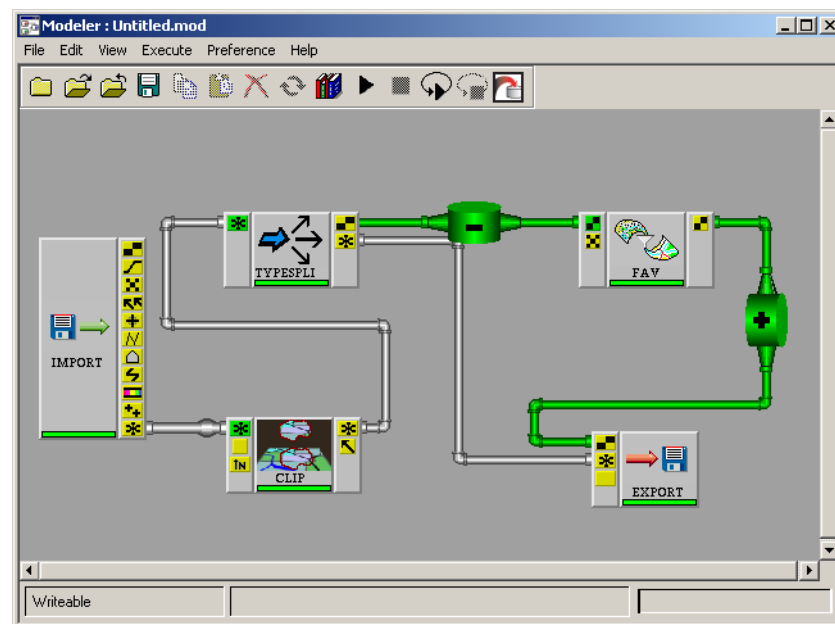 Modeler : Untitled.mod
File Edit View Execute Preference Help
TYPESPLI
FAV
IMPORT
CLIP
EXPORT
Writeable